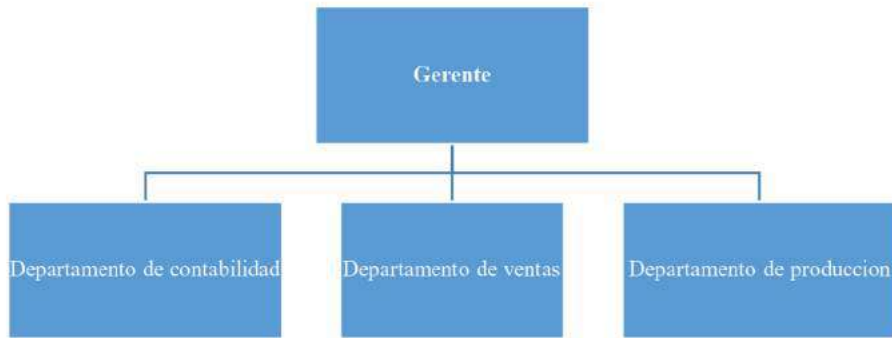 Gerente
Departamento de contabilidad
Departamento de ventas
Departamento de produccion